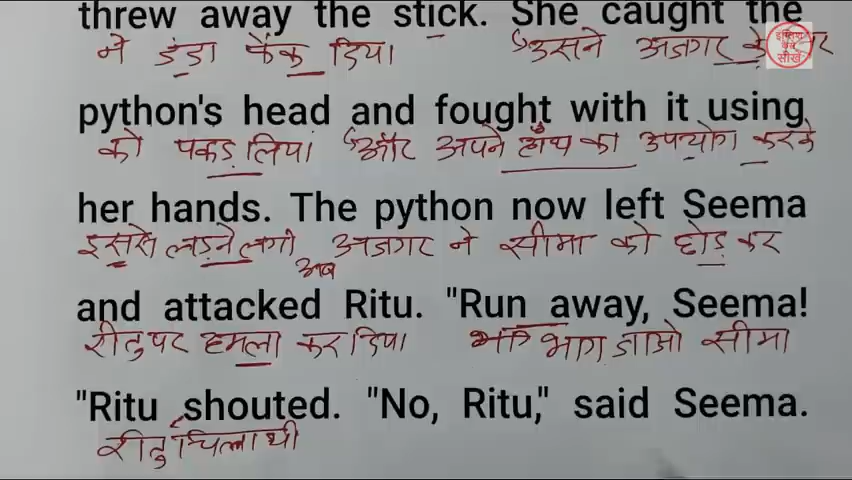 threw away the stick. She caught the
ने डंडा फेंक दिया। उसने अजगर के सर
python's head and fought with it using
को पकड़ लिया। और अपने हाँथ का उपयोग करके
her hands. The python now left Seema
इससे लड़ने लगी अब अजगर ने सीमा को छोड़ कर
and attacked Ritu. "Run away, Seema!
रीतु पर हमला कर दिया। भाग जाओ सीमा
"Ritu shouted. "No, Ritu," said Seema.
रीतु चिल्लायी